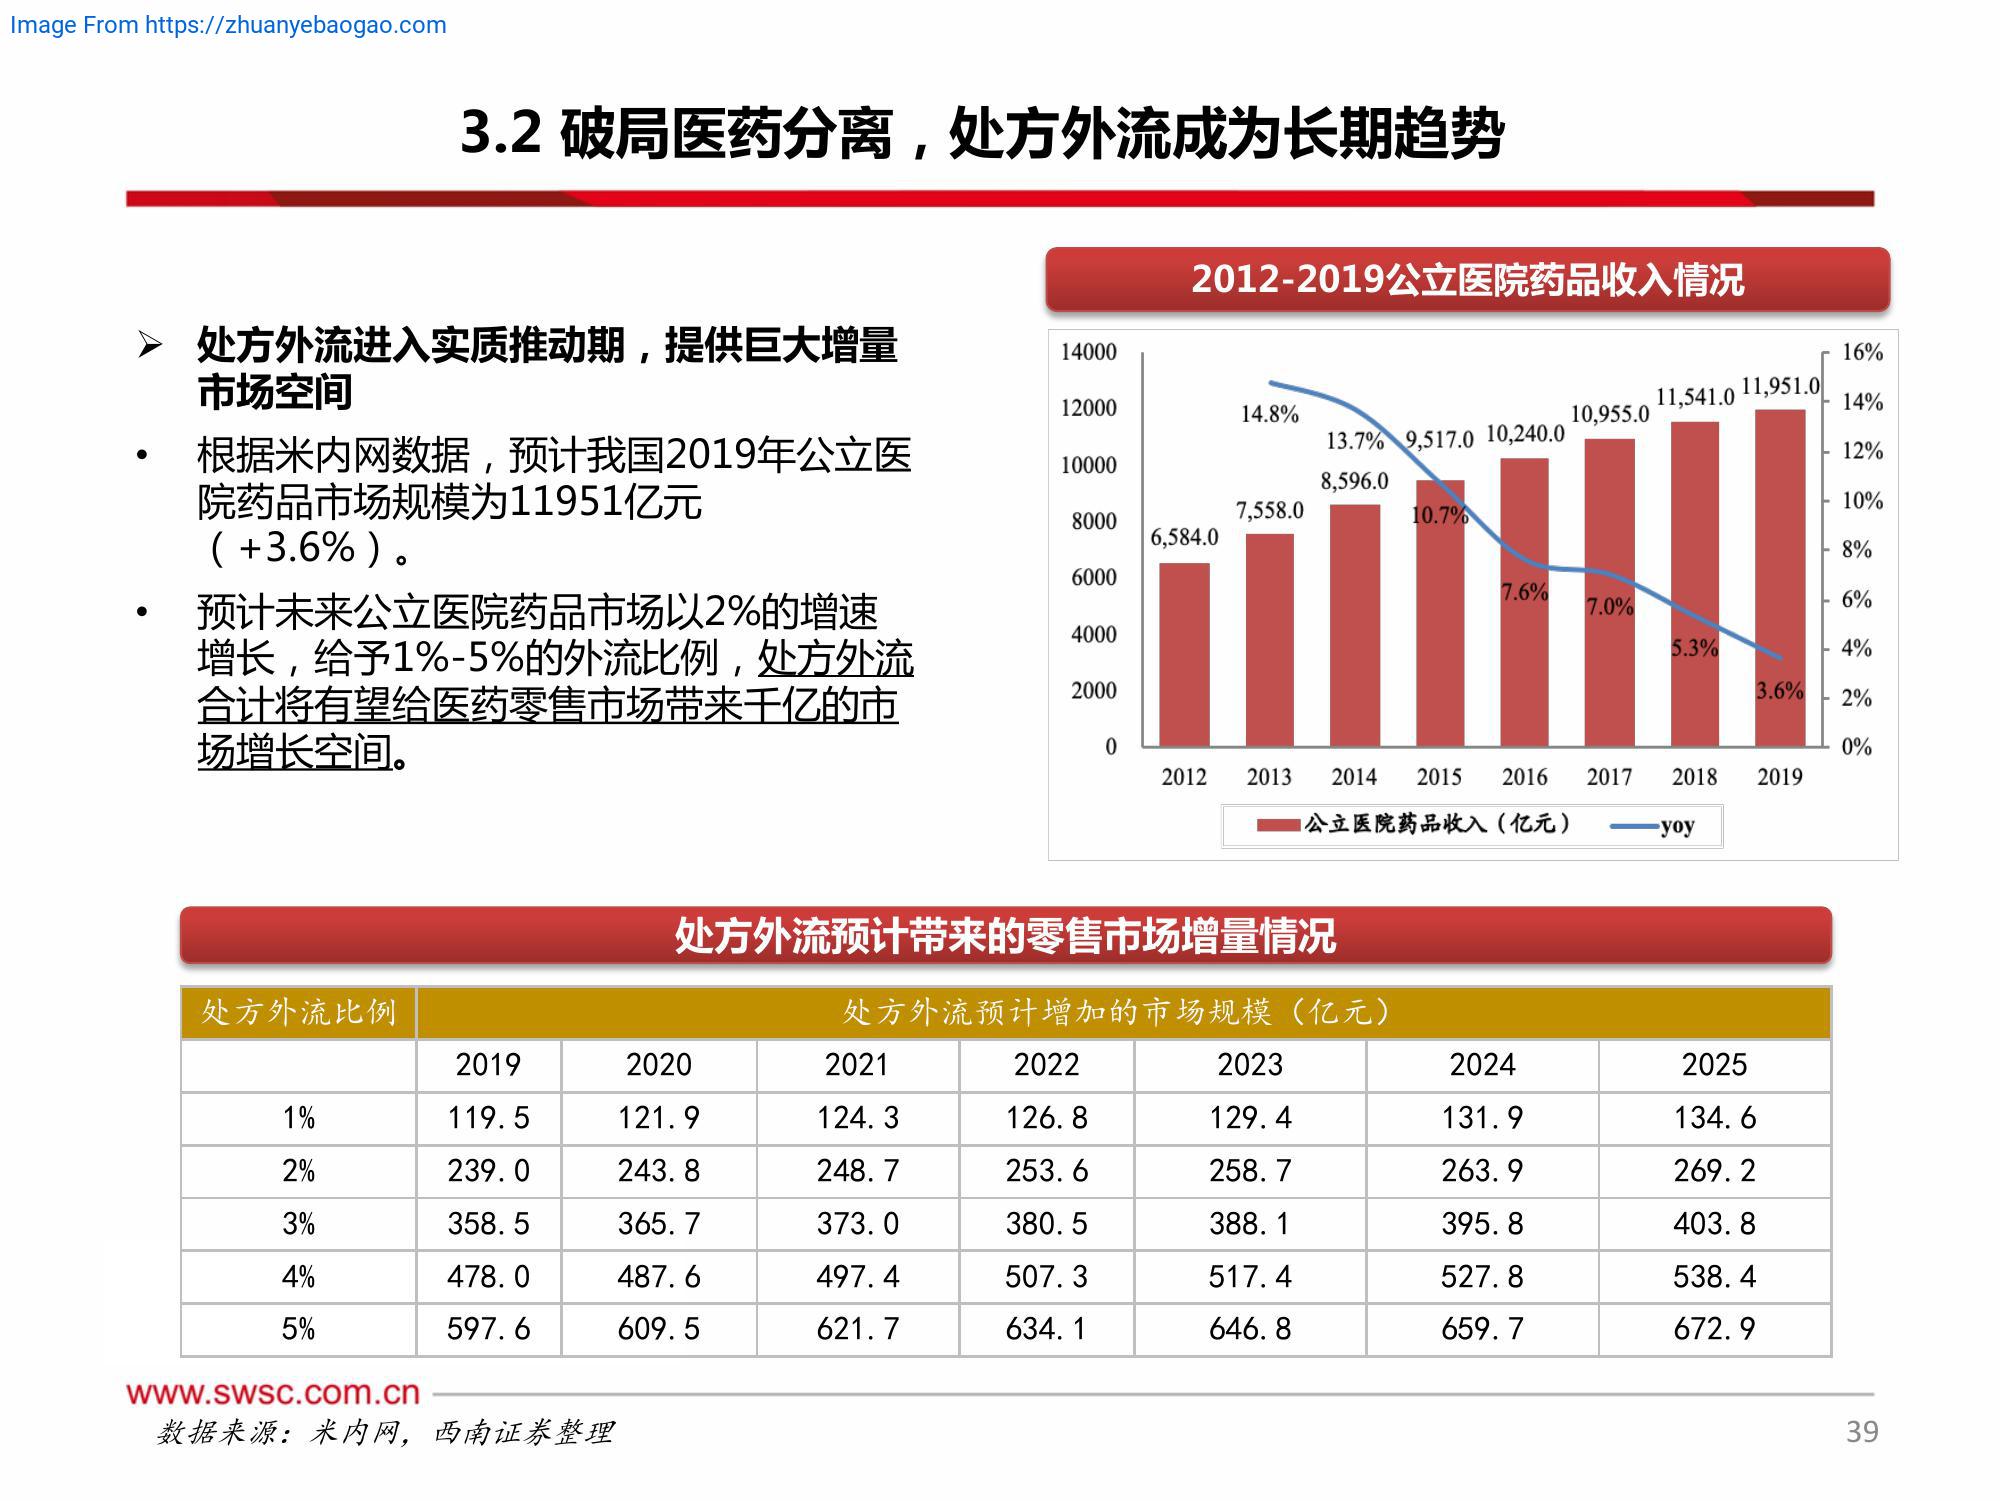 Image From https://zhuanyebaogao.com
3.2 破局医药分离，处方外流成为长期趋势
➢ 处方外流进入实质推动期，提供巨大增量
市场空间
• 根据米内网数据，预计我国2019年公立医
院药品市场规模为11951亿元
（+3.6%）。
• 预计未来公立医院药品市场以2%的增速
增长，给予1%-5%的外流比例，处方外流
合计将有望给医药零售市场带来千亿的市
场增长空间。
2012-2019公立医院药品收入情况
14000
12000
10000
8000
6000
4000
2000
0
16%
14%
12%
10%
8%
6%
4%
2%
0%
6,584.0
7,558.0
8,596.0
9,517.0
10,240.0
10,955.0
11,541.0
11,951.0
14.8%
13.7%
10.7%
7.6%
7.0%
5.3%
3.6%
2012 2013 2014 2015 2016 2017 2018 2019
公立医院药品收入（亿元） yoy
处方外流预计带来的零售市场增量情况
处方外流比例 处方外流预计增加的市场规模（亿元）
2019 2020 2021 2022 2023 2024 2025
1% 119.5 121.9 124.3 126.8 129.4 131.9 134.6
2% 239.0 243.8 248.7 253.6 258.7 263.9 269.2
3% 358.5 365.7 373.0 380.5 388.1 395.8 403.8
4% 478.0 487.6 497.4 507.3 517.4 527.8 538.4
5% 597.6 609.5 621.7 634.1 646.8 659.7 672.9
www.swsc.com.cn
数据来源：米内网，西南证券整理
39